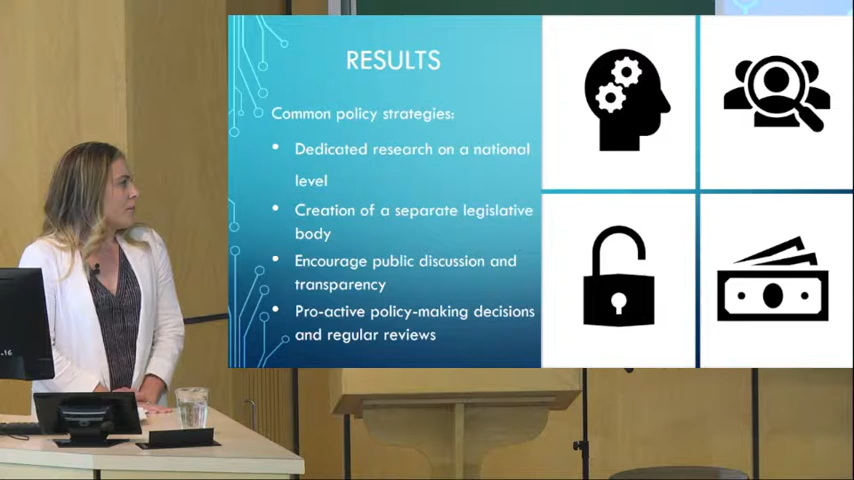 RESULTS
Common policy strategies:
• Dedicated research on a national
level
• Creation of a separate legislative
body
• Encourage public discussion and
transparency
• Pro-active policy-making decisions
and regular reviews
.16